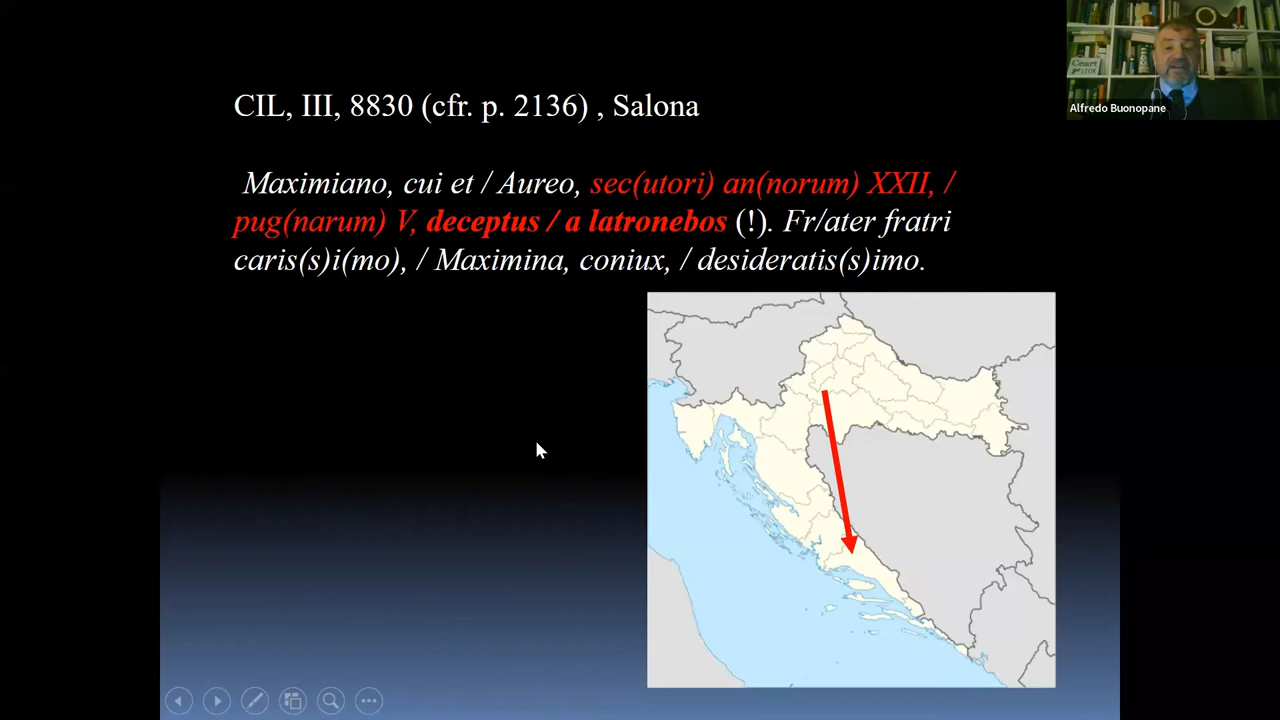 CIL, III, 8830 (cfr. p. 2136) , Salona
Maximiano, cui et / Aureo, sec(utori) an(norum) XXII, /
pug(narum) V, deceptus / a latronebos (!). Fr/ater fratri
caris(s)i(mo), / Maximina, coniux, / desideratis(s)imo.
Alfredo Buonopane